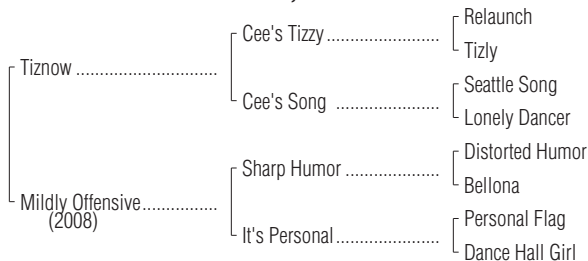 Relaunch
Cee's Tizzy
Tizly
Tiznow
Seattle Song
Cee's Song
Lonely Dancer
Distorted Humor
Sharp Humor
Bellona
Mildly Offensive
(2008)
Personal Flag
It's Personal
Dance Hall Girl